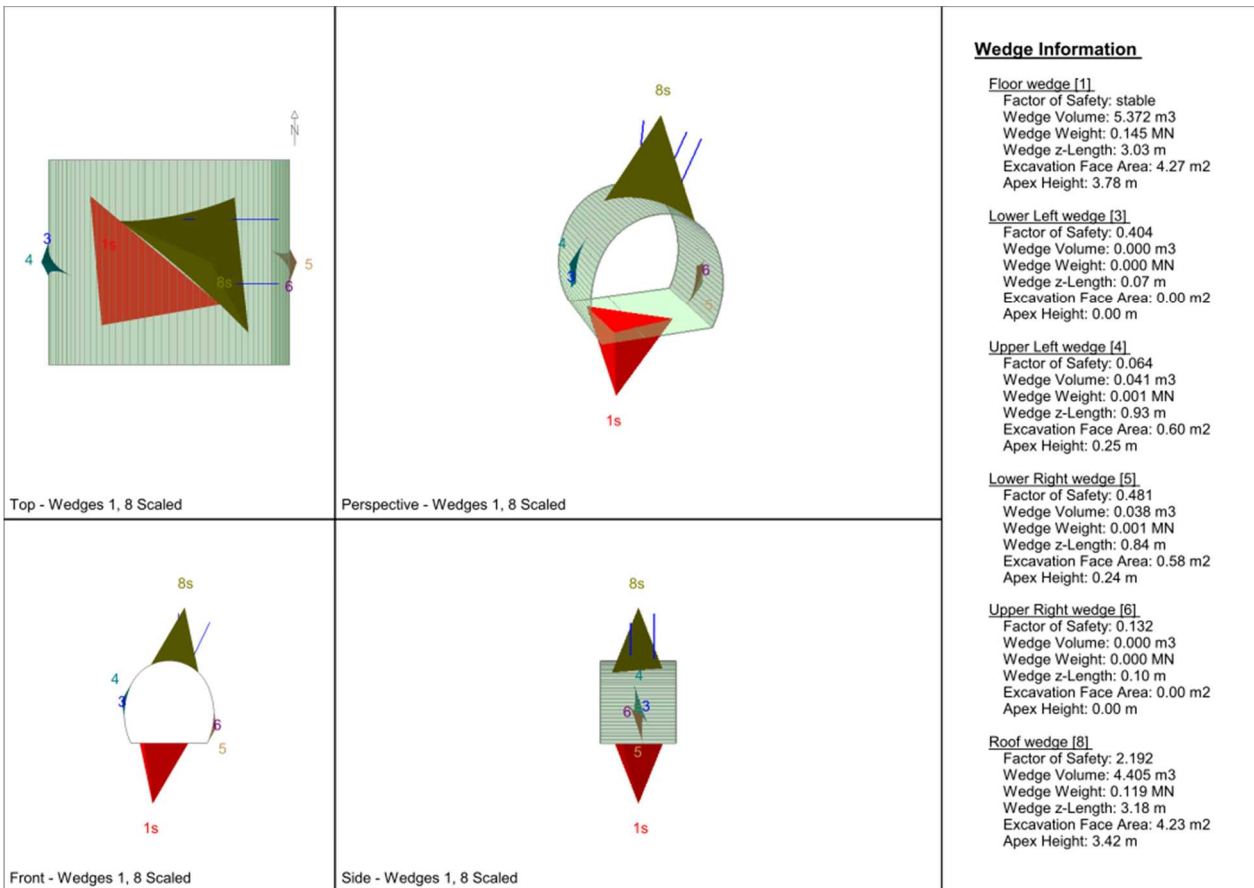 8s
N
3
4
1s
5
8s
6
Top - Wedges 1, 8 Scaled
8s
4
3
6
5
1s
Perspective - Wedges 1, 8 Scaled
8s
4
3
6
5
1s
Front - Wedges 1, 8 Scaled
8s
4
3
6
5
1s
Side - Wedges 1, 8 Scaled
Wedge Information
Floor wedge [1]
Factor of Safety: stable
Wedge Volume: 5.372 m3
Wedge Weight: 0.145 MN
Wedge z-Length: 3.03 m
Excavation Face Area: 4.27 m2
Apex Height: 3.78 m
Lower Left wedge [3]
Factor of Safety: 0.404
Wedge Volume: 0.000 m3
Wedge Weight: 0.000 MN
Wedge z-Length: 0.07 m
Excavation Face Area: 0.00 m2
Apex Height: 0.00 m
Upper Left wedge [4]
Factor of Safety: 0.064
Wedge Volume: 0.041 m3
Wedge Weight: 0.001 MN
Wedge z-Length: 0.93 m
Excavation Face Area: 0.60 m2
Apex Height: 0.25 m
Lower Right wedge [5]
Factor of Safety: 0.481
Wedge Volume: 0.038 m3
Wedge Weight: 0.001 MN
Wedge z-Length: 0.84 m
Excavation Face Area: 0.58 m2
Apex Height: 0.24 m
Upper Right wedge [6]
Factor of Safety: 0.132
Wedge Volume: 0.000 m3
Wedge Weight: 0.000 MN
Wedge z-Length: 0.10 m
Excavation Face Area: 0.00 m2
Apex Height: 0.00 m
Roof wedge [8]
Factor of Safety: 2.192
Wedge Volume: 4.405 m3
Wedge Weight: 0.119 MN
Wedge z-Length: 3.18 m
Excavation Face Area: 4.23 m2
Apex Height: 3.42 m